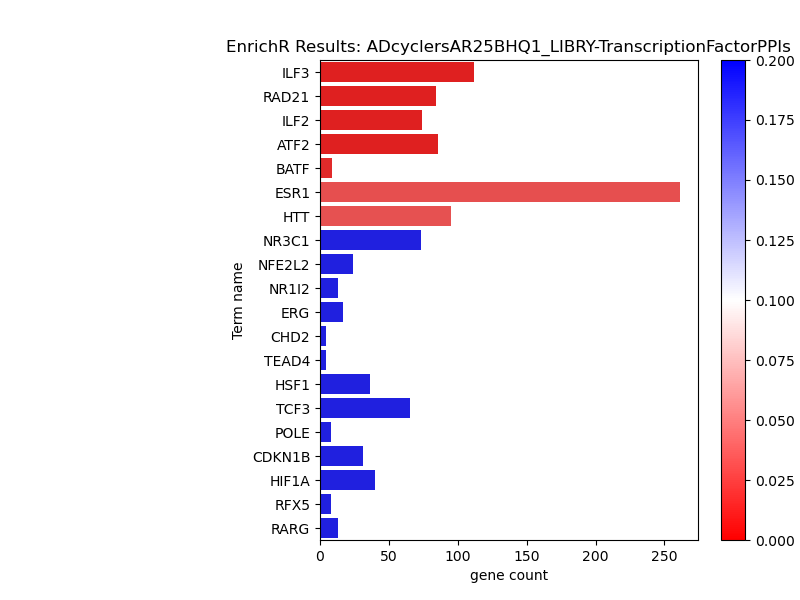 EnrichR Results: ADcyclersAR25BHQ1_LIBRY-TranscriptionFactorPPIs
Term name
ILF3
RAD21
ILF2
ATF2
BATF
ESR1
HTT
NR3C1
NFE2L2
NR1I2
ERG
CHD2
TEAD4
HSF1
TCF3
POLE
CDKN1B
HIF1A
RFX5
RARG
0 50 100 150 200 250
gene count
0.200
0.175
0.150
0.125
0.100
0.075
0.050
0.025
0.000